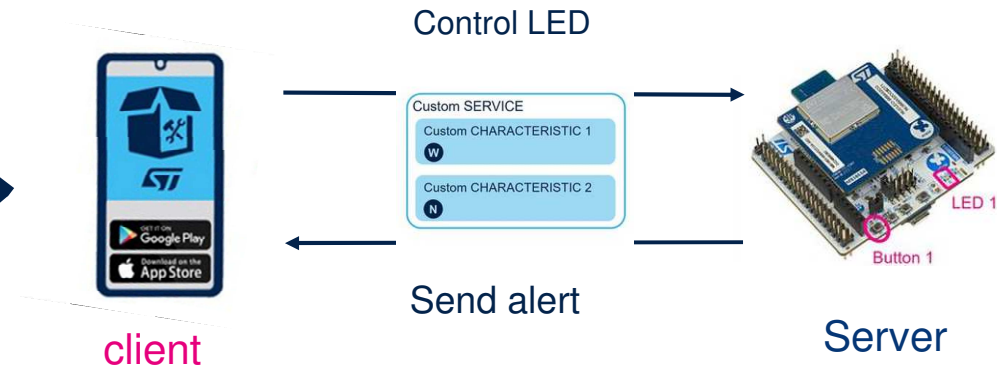 Control LED
Custom SERVICE
Custom CHARACTERISTIC 1
W
Custom CHARACTERISTIC 2
N
ST
GET IT ON
Google Play
Download on the
App Store
LED 1
Button 1
Send alert
client
Server